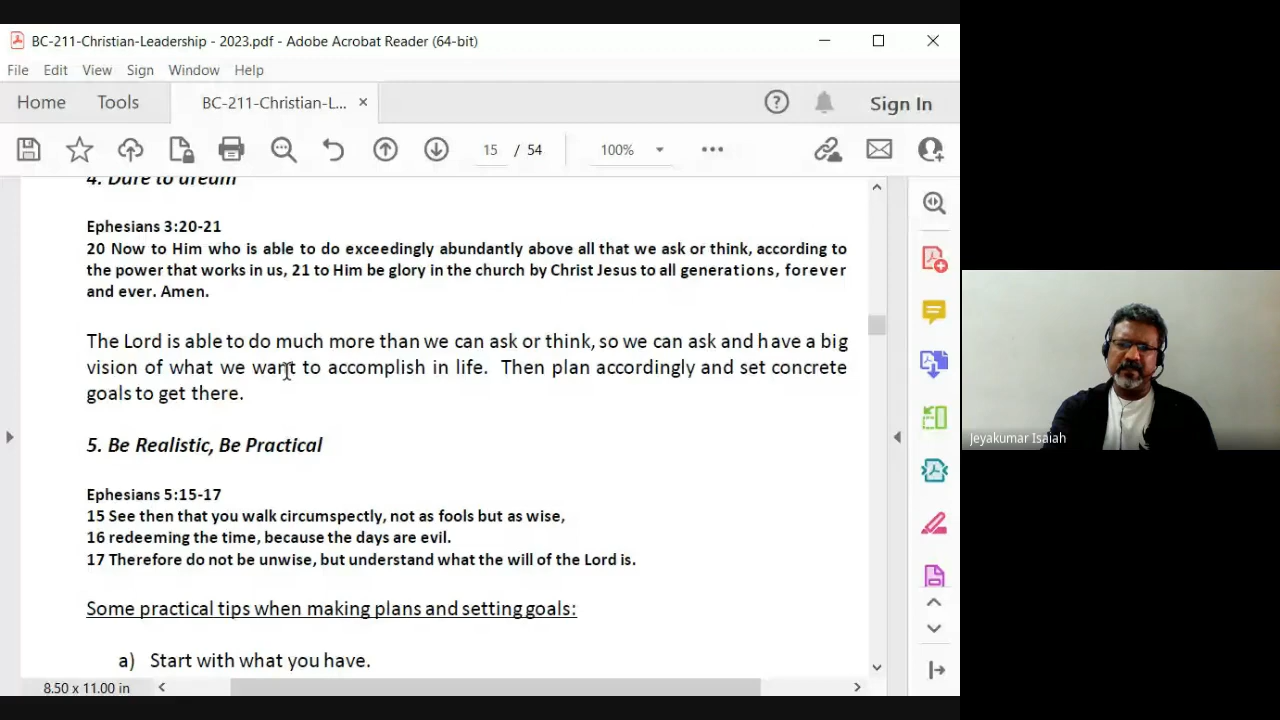 BC-211-Christian-Leadership - 2023.pdf - Adobe Acrobat Reader (64-bit)
File Edit View Sign Window Help
Home Tools BC-211-Christian-L... × Sign In
15 / 54 100%
4. Dare to dream
Ephesians 3:20-21
20 Now to Him who is able to do exceedingly abundantly above all that we ask or think, according to
the power that works in us, 21 to Him be glory in the church by Christ Jesus to all generations, forever
and ever. Amen.
The Lord is able to do much more than we can ask or think, so we can ask and have a big
vision of what we want to accomplish in life. Then plan accordingly and set concrete
goals to get there.
5. Be Realistic, Be Practical
Ephesians 5:15-17
15 See then that you walk circumspectly, not as fools but as wise,
16 redeeming the time, because the days are evil.
17 Therefore do not be unwise, but understand what the will of the Lord is.
Some practical tips when making plans and setting goals:
a) Start with what you have.
8.50 x 11.00 in
Jeyakumar Isaiah